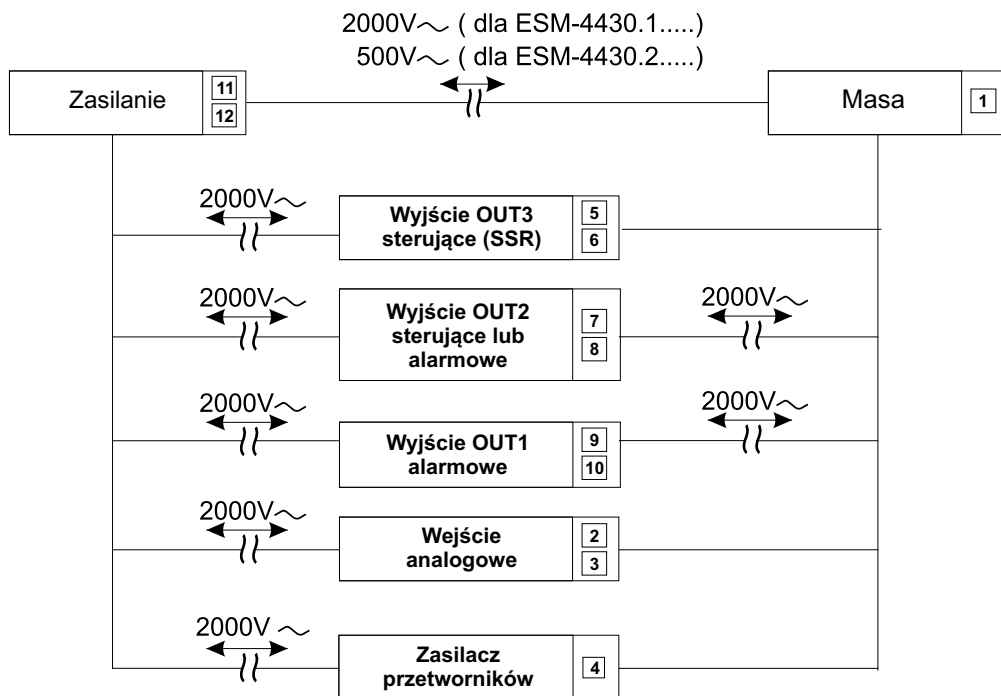 2000V～ ( dla ESM-4430.1.....)
500V～ ( dla ESM-4430.2.....)
Zasilanie
11
12
Masa
1
2000V～
Wyjście OUT3
sterujące (SSR)
5
6
2000V～
Wyjście OUT2
sterujące lub
alarmowe
7
8
2000V～
2000V～
Wyjście OUT1
alarmowe
9
10
2000V～
2000V～
Wejście
analogowe
2
3
2000V ～
Zasilacz
przetworników
4